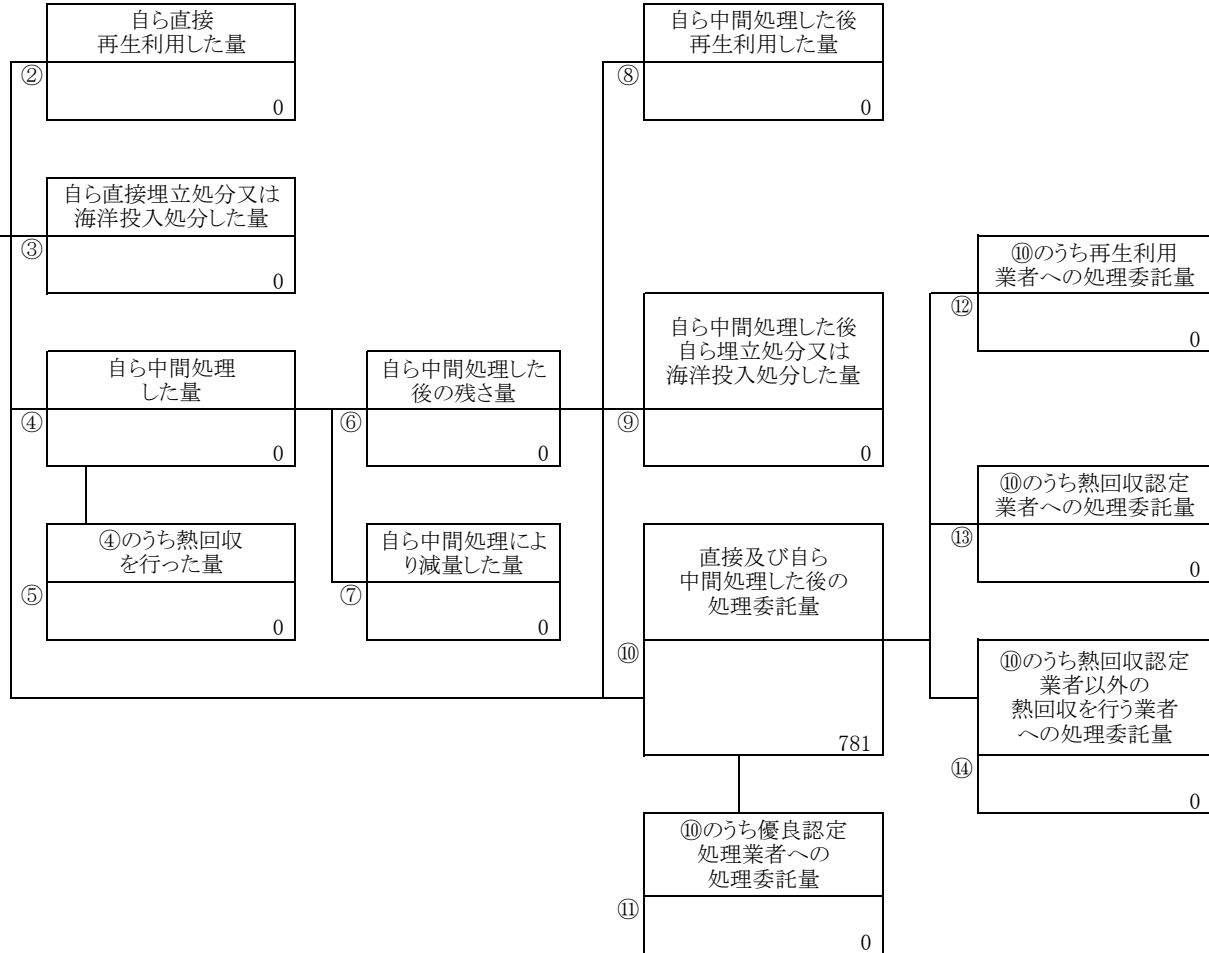 自ら直接
再生利用した量
②
0
自ら中間処理した後
再生利用した量
⑧
0
自ら直接埋立処分又は
海洋投入処分した量
③
0
⑩のうち再生利用
業者への処理委託量
⑫
0
自ら中間処理
した量
④
0
自ら中間処理した
後の残さ量
⑥
0
自ら中間処理した後
自ら埋立処分又は
海洋投入処分した量
⑨
0
⑩のうち熱回収認定
業者への処理委託量
⑬
0
④のうち熱回収
を行った量
⑤
0
自ら中間処理によ
り減量した量
⑦
0
直接及び自ら
中間処理した後の
処理委託量
⑩
781
⑩のうち熱回収認定
業者以外の
熱回収を行う業者
への処理委託量
⑭
0
⑩のうち優良認定
処理業者への
処理委託量
⑪
0